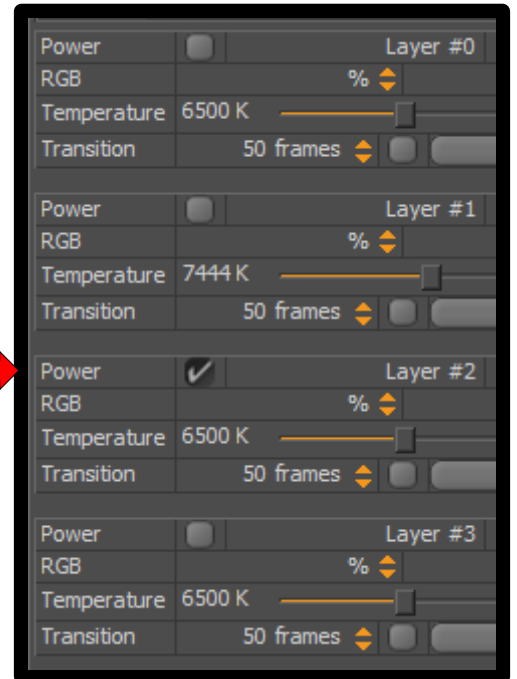 Power Layer #0
RGB %
Temperature 6500 K
Transition 50 frames
Power Layer #1
RGB %
Temperature 7444 K
Transition 50 frames
Power Layer #2
RGB %
Temperature 6500 K
Transition 50 frames
Power Layer #3
RGB %
Temperature 6500 K
Transition 50 frames